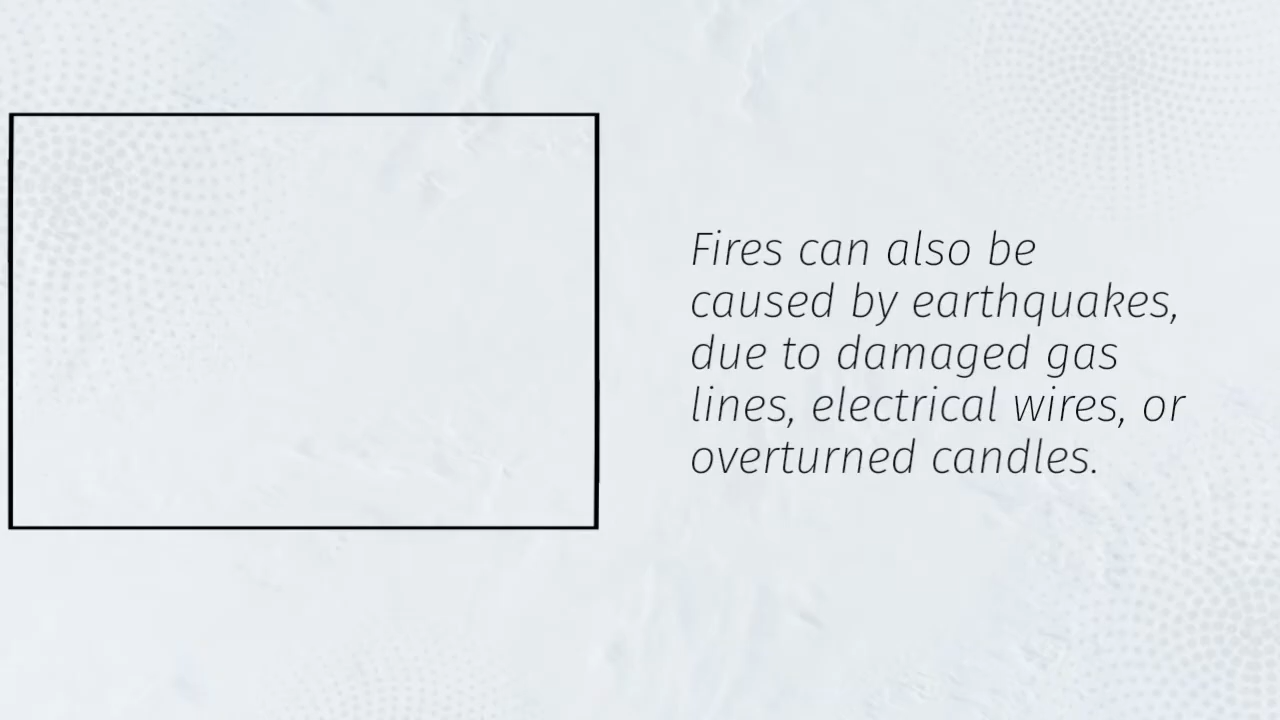 Fires can also be
caused by earthquakes,
due to damaged gas
lines, electrical wires, or
overturned candles.